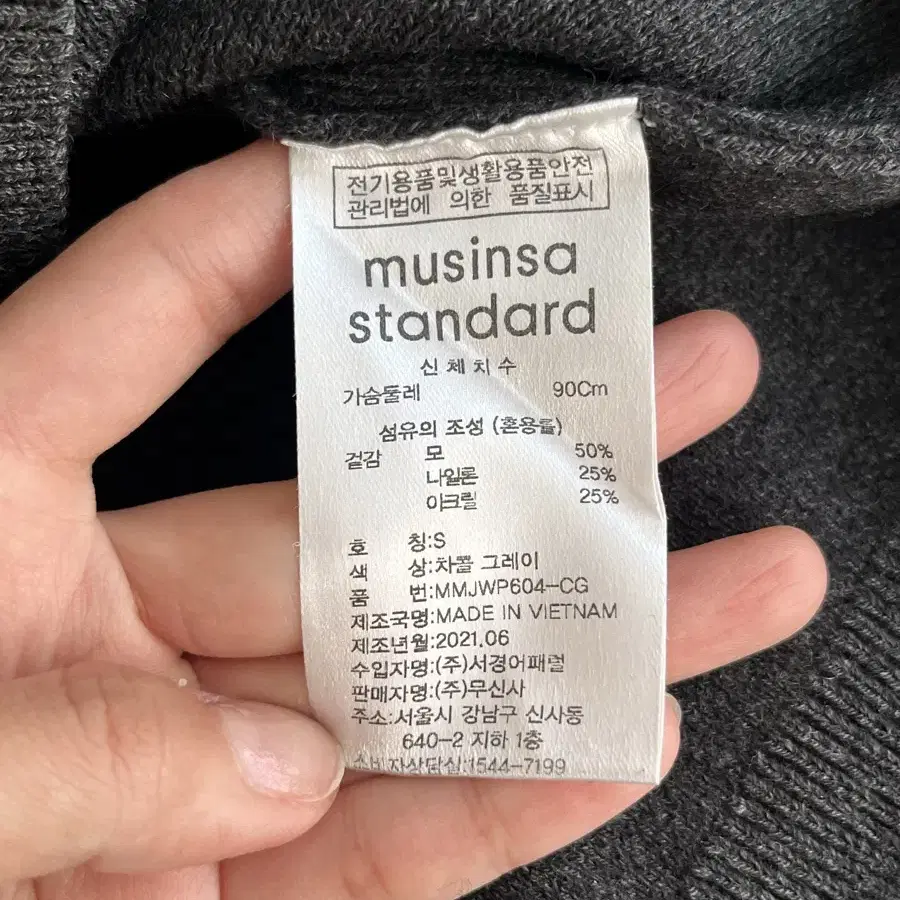 전기용품및생활용품안전
관리법에 의한 품질표시
musinsa
standard
신체치수
가슴둘레 90Cm
섬유의 조성 (혼용률)
겉감 모 50%
나일론 25%
아크릴 25%
호 칭:S
색 상:차콜 그레이
품 번:MMJWP604-CG
제조국명:MADE IN VIETNAM
제조년월:2021.06
수입자명:(주)서경어패럴
판매자명:(주)무신사
주소:서울시 강남구 신사동
640-2 지하 1층
소비자상담실:1544-7199